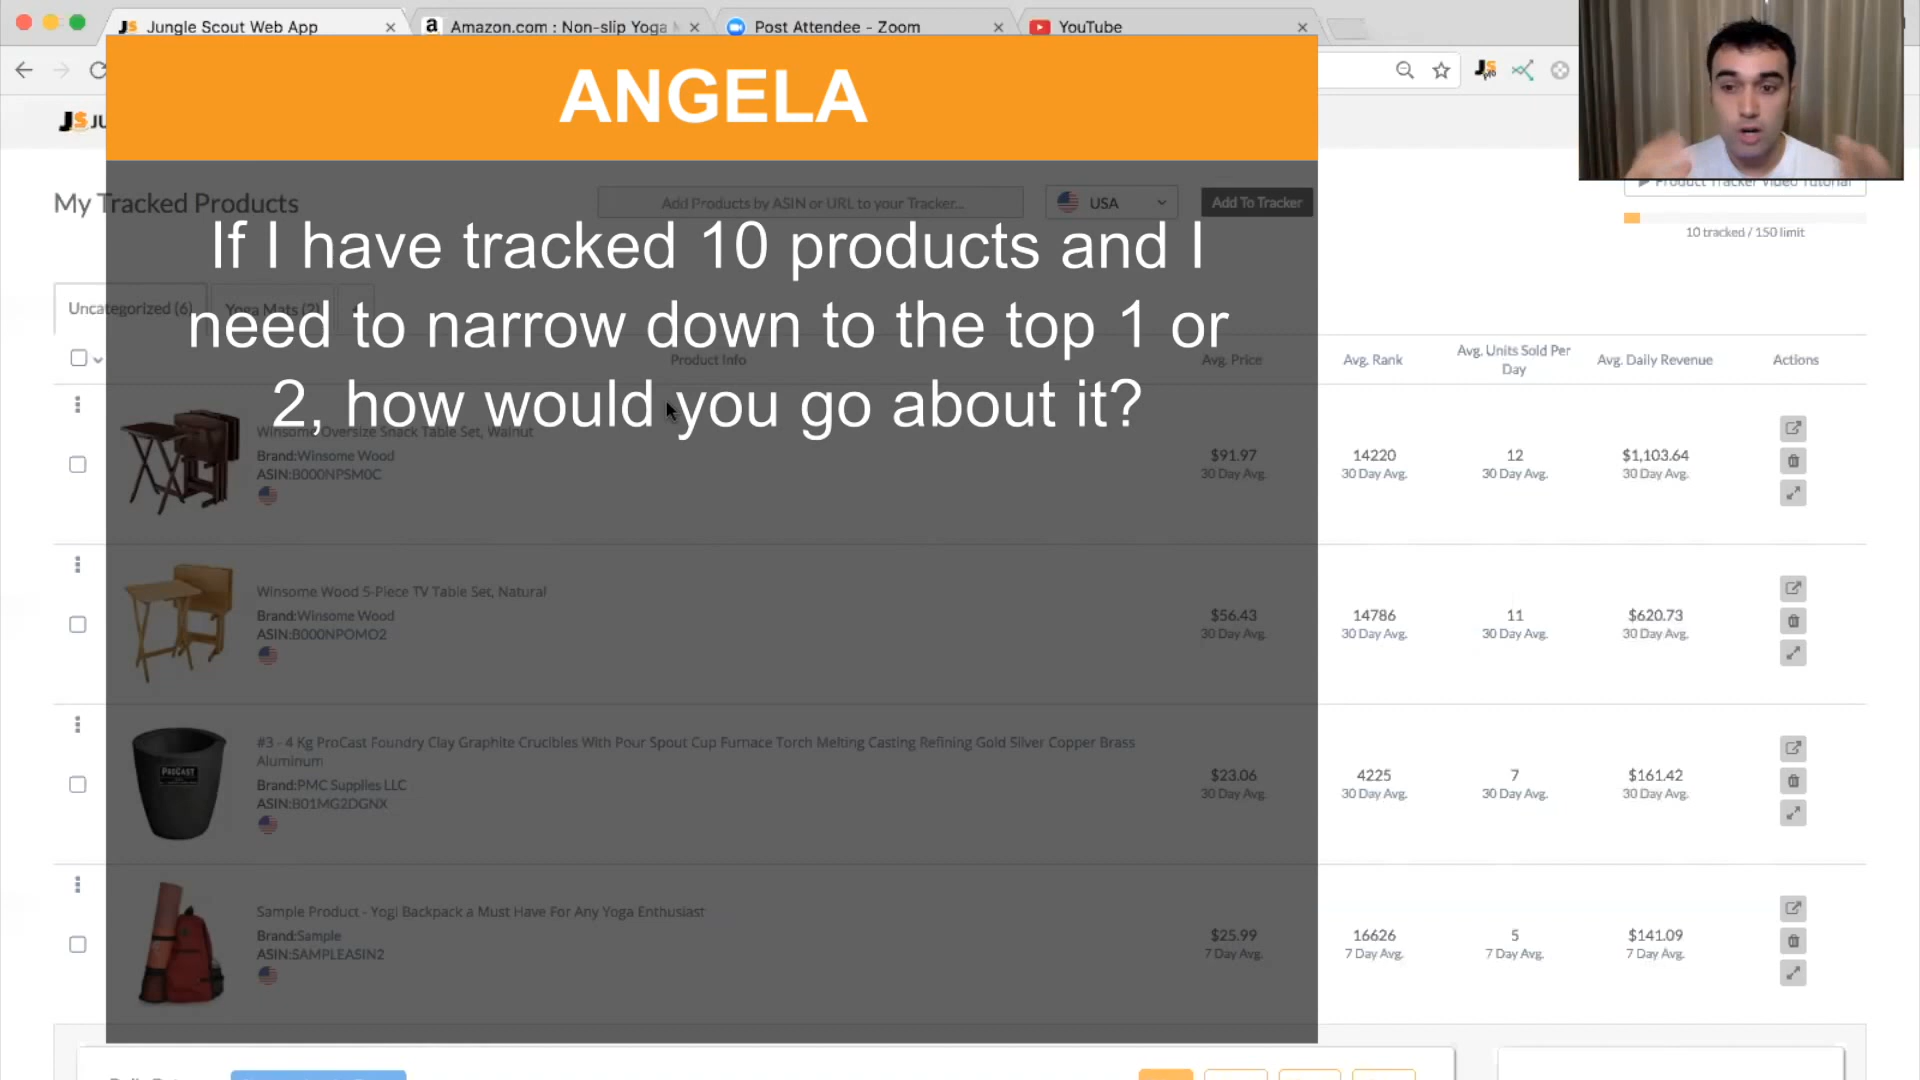 Jungle Scout Web App
Amazon.com : Non-slip Yoga
Post Attendee - Zoom
YouTube
ANGELA
My Tracked Products
Add Products by ASIN or URL to your Tracker...
USA
Add To Tracker
Product Tracker Video Tutorial
10 tracked / 150 limit
If I have tracked 10 products and I
need to narrow down to the top 1 or
2, how would you go about it?
Uncategorized (6)
Yoga Mats (2)
Product Info
Avg. Price
Avg. Rank
Avg. Units Sold Per
Day
Avg. Daily Revenue
Actions
Winsome Oversize Snack Table Set, Walnut
Brand:Winsome Wood
ASIN:B000NPSM0C
$91.97
30 Day Avg.
14220
30 Day Avg.
12
30 Day Avg.
$1,103.64
30 Day Avg.
Winsome Wood 5-Piece TV Table Set, Natural
Brand:Winsome Wood
ASIN:B000NPOMO2
$56.43
30 Day Avg.
14786
30 Day Avg.
11
30 Day Avg.
$620.73
30 Day Avg.
#3 - 4 Kg ProCast Foundry Clay Graphite Crucibles With Pour Spout Cup Furnace Torch Melting Casting Refining Gold Silver Copper Brass
Aluminum
Brand:PMC Supplies LLC
ASIN:B01MG2DGNX
PROCAST
$23.06
30 Day Avg.
4225
30 Day Avg.
7
30 Day Avg.
$161.42
30 Day Avg.
Sample Product - Yogi Backpack a Must Have For Any Yoga Enthusiast
Brand:Sample
ASIN:SAMPLEASIN2
$25.99
7 Day Avg.
16626
7 Day Avg.
5
7 Day Avg.
$141.09
7 Day Avg.